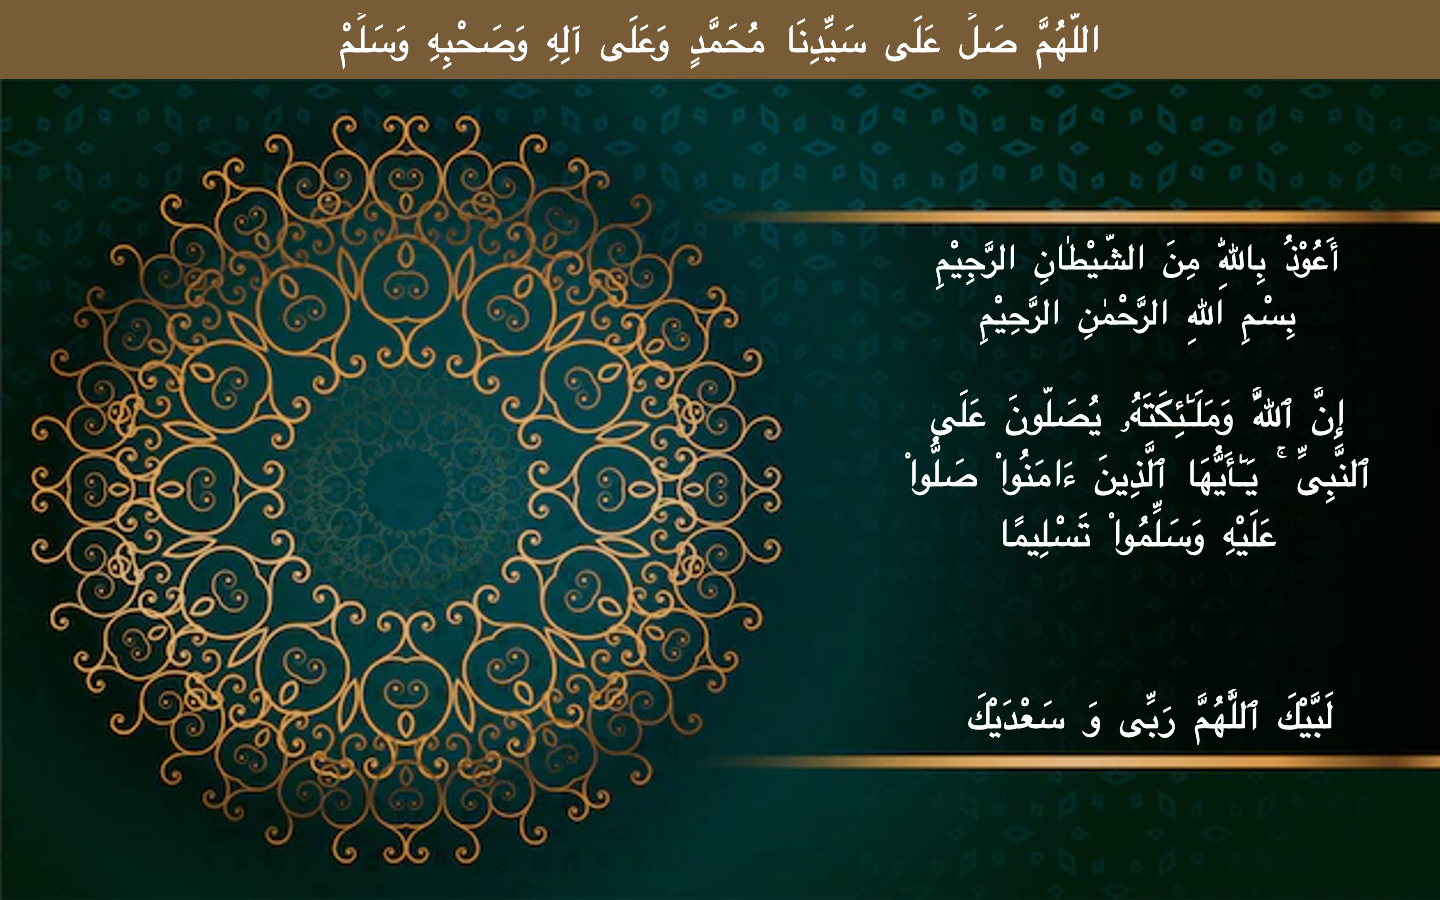 اللّٰهُمَّ صَلِّ عَلَى سَيِّدِنَا مُحَمَّدٍ وَعَلَى آلِهِ وَصَحْبِهِ وَسَلِّمْ
أَعُوْذُ بِاللّٰهِ مِنَ الشَّيْطٰانِ الرَّجِيْمِ
بِسْمِ اللّٰهِ الرَّحْمٰنِ الرَّحِيْمِ
إِنَّ ٱللَّهَ وَمَلَـٰٓئِكَتَهُۥ يُصَلُّونَ عَلَى
ٱلنَّبِىِّ ۚ يَـٰٓأَيُّهَا ٱلَّذِينَ ءَامَنُوا۟ صَلُّوا۟
عَلَيْهِ وَسَلِّمُوا۟ تَسْلِيمًا
لَبَّيْكَ ٱللَّهُمَّ رَبِّى وَ سَعْدَيْكَ